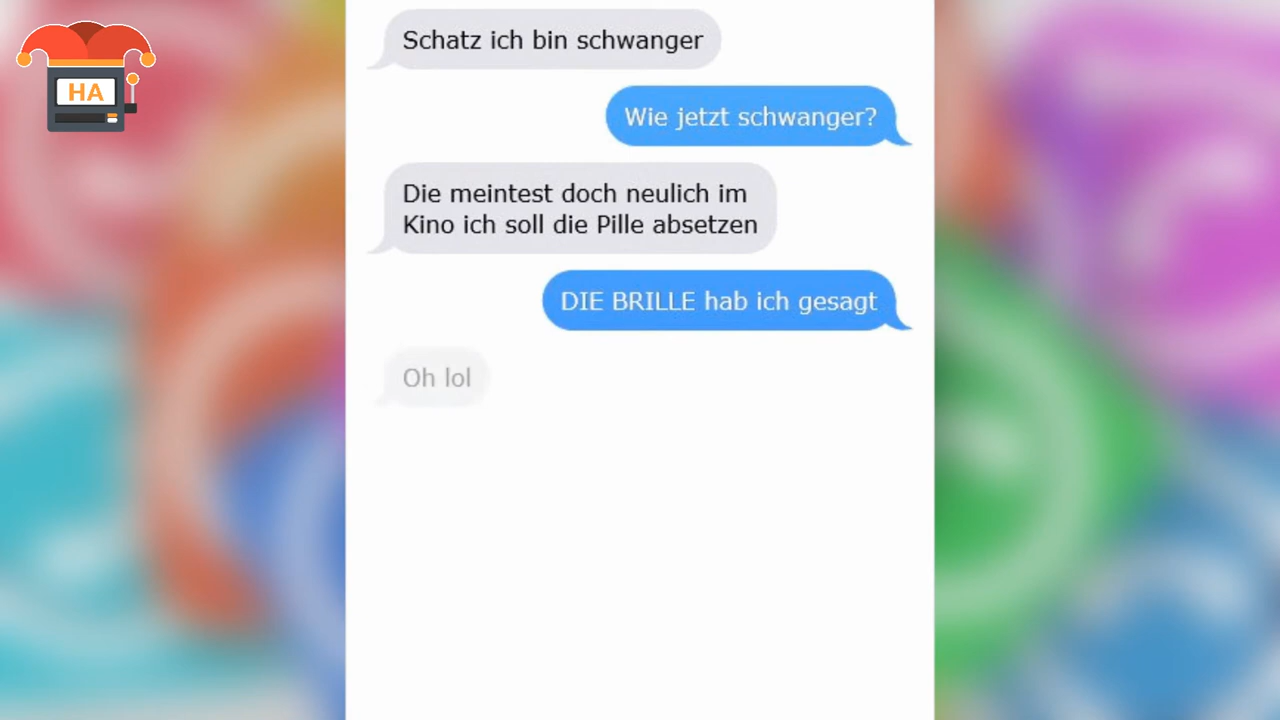 HA
Schatz ich bin schwanger
Wie jetzt schwanger?
Die meintest doch neulich im
Kino ich soll die Pille absetzen
DIE BRILLE hab ich gesagt
Oh lol